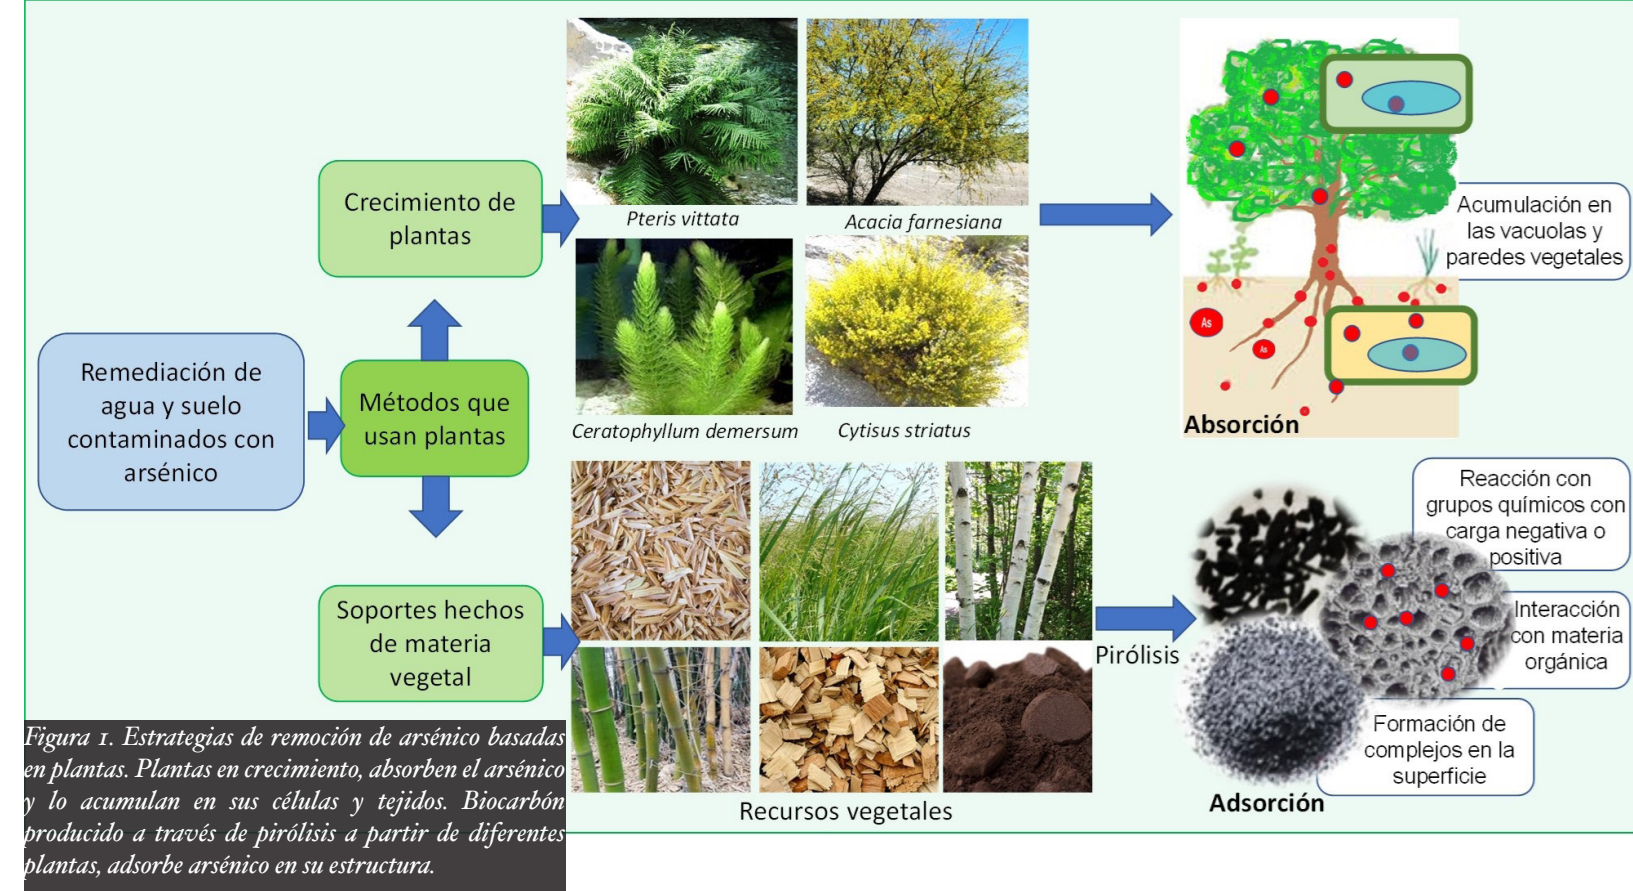 Remediación de
agua y suelo
contaminados con
arsénico
Métodos que
usan plantas
Crecimiento de
plantas
Pteris vittata
Acacia farnesiana
Ceratophyllum demersum
Cytisus striatus
Acumulación en
las vacuolas y
paredes vegetales
As
As
Absorción
Soportes hechos
de materia
vegetal
Recursos vegetales
Pirólisis
Reacción con
grupos químicos con
carga negativa o
positiva
Interacción
con materia
orgánica
Formación de
complejos en la
superficie
Adsorción
Figura 1. Estrategias de remoción de arsénico basadas
en plantas. Plantas en crecimiento, absorben el arsénico
y lo acumulan en sus células y tejidos. Biocarbón
producido a través de pirólisis a partir de diferentes
plantas, adsorbe arsénico en su estructura.